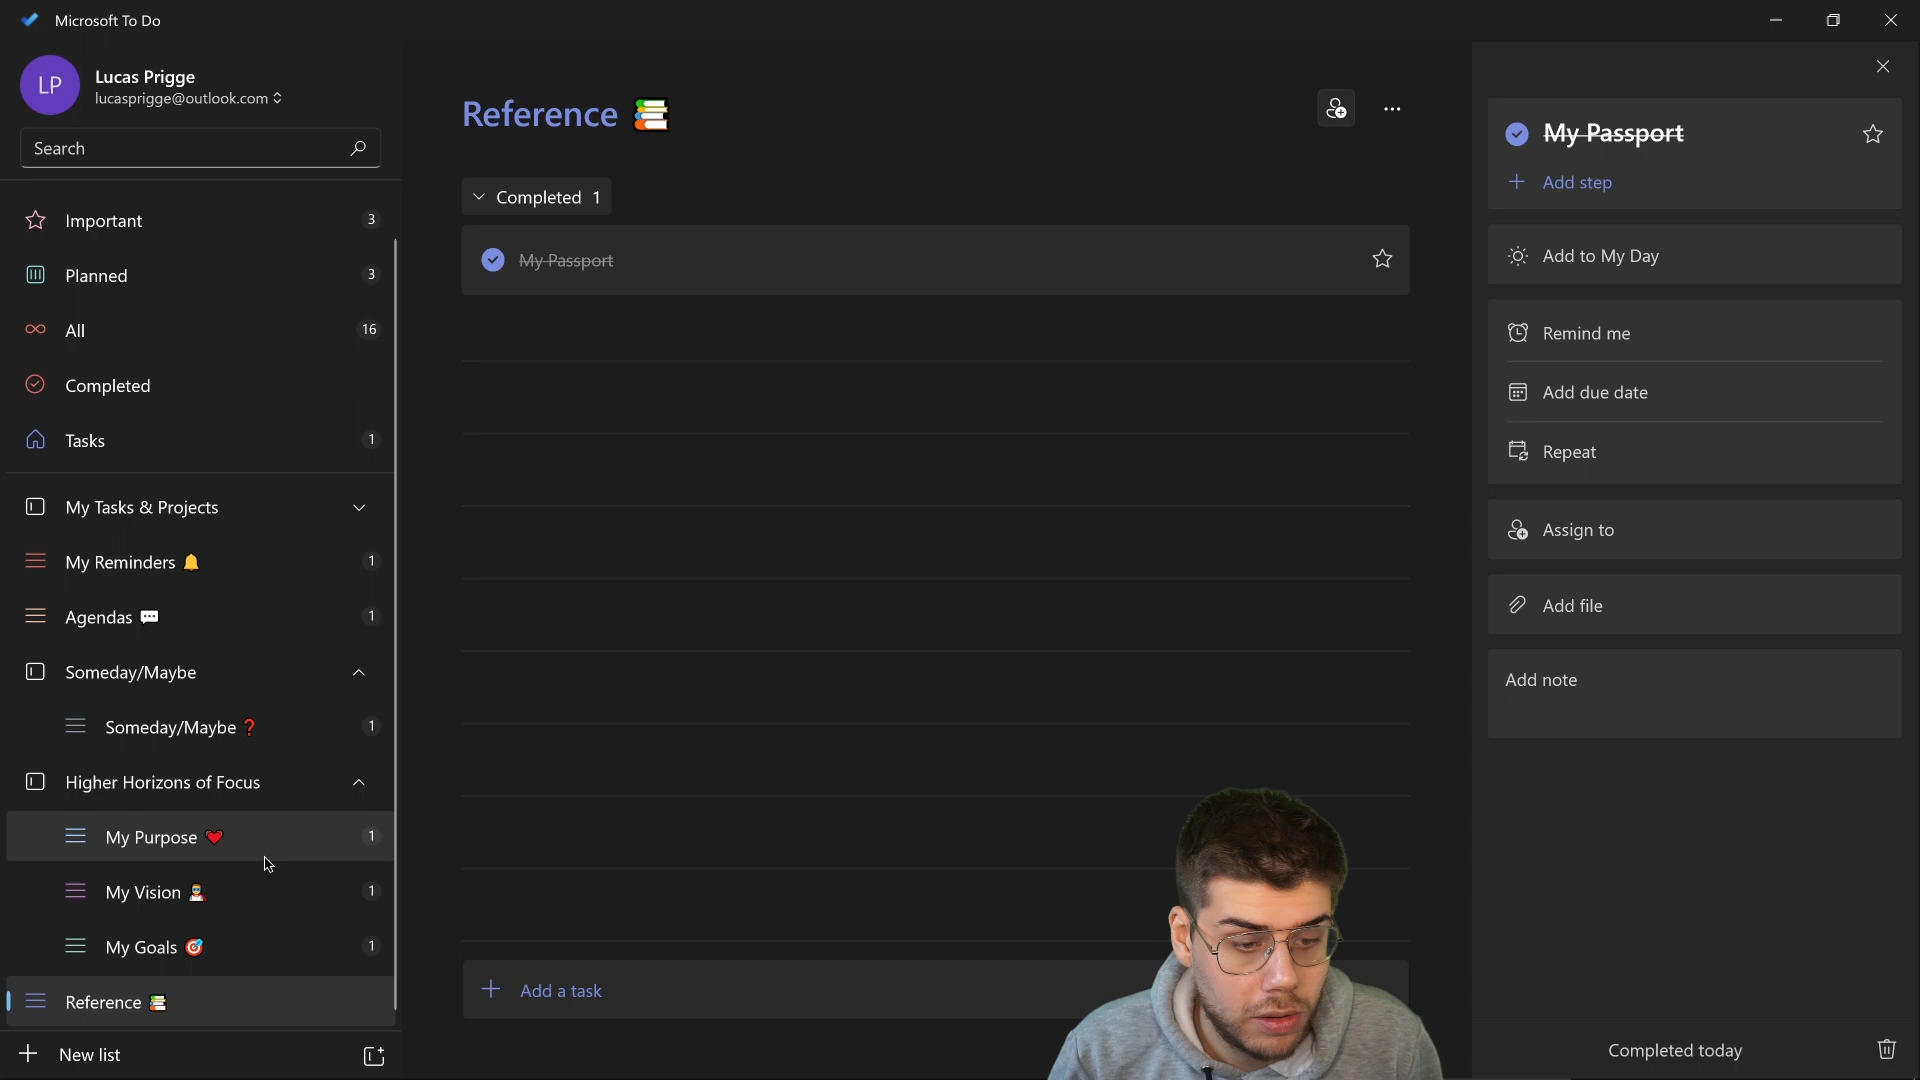 Microsoft To Do
LP
Lucas Prigge
lucasprigge@outlook.com
Search
Important 3
Planned 3
All 16
Completed
Tasks 1
My Tasks & Projects
My Reminders 🔔 1
Agendas 💬 1
Someday/Maybe
Someday/Maybe ❓ 1
Higher Horizons of Focus
My Purpose ❤️ 1
My Vision 1
My Goals 🎯 1
Reference 📚
New list
Reference 📚
Completed 1
My Passport
Add a task
My Passport
Add step
Add to My Day
Remind me
Add due date
Repeat
Assign to
Add file
Add note
Completed today